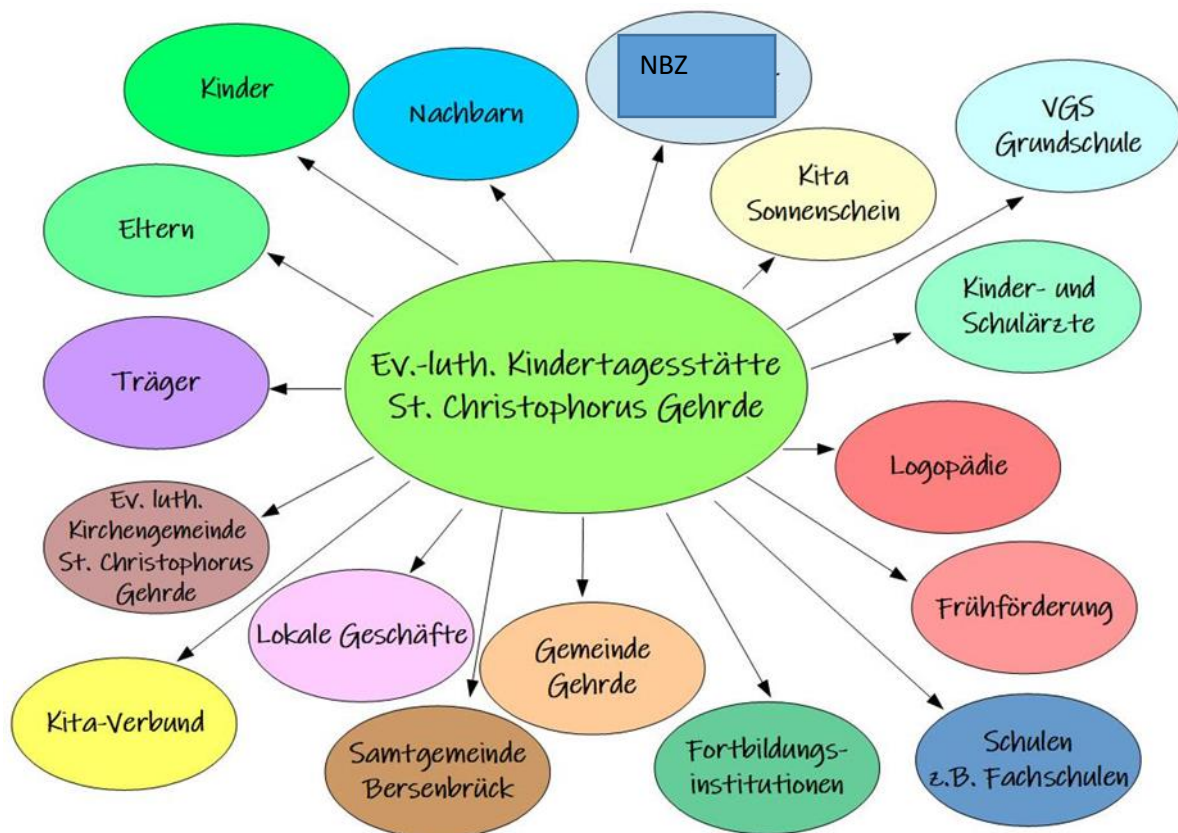 Kinder
Nachbarn
NBZ
VGS
Grundschule
Kita
Sonnenschein
Eltern
Kinder- und
Schulärzte
Ev.-luth. Kindertagesstätte
St. Christophorus Gehrde
Träger
Logopädie
Ev. luth.
Kirchengemeinde
St. Christophorus
Gehrde
Frühförderung
Lokale Geschäfte
Gemeinde
Gehrde
Kita-Verbund
Samtgemeinde
Bersenbrück
Fortbildungs-
institutionen
Schulen
z.B. Fachschulen